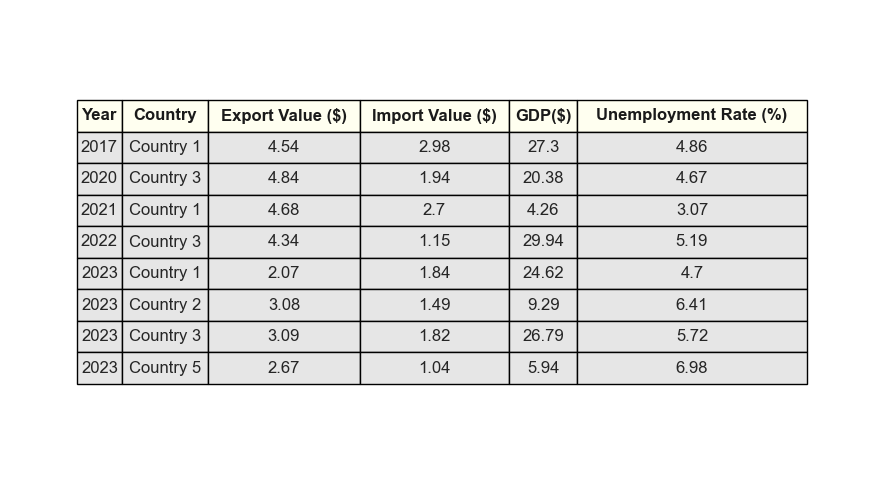 Year Country Export Value ($) Import Value ($) GDP($) Unemployment Rate (%)
2017 Country 1 4.54 2.98 27.3 4.86
2020 Country 3 4.84 1.94 20.38 4.67
2021 Country 1 4.68 2.7 4.26 3.07
2022 Country 3 4.34 1.15 29.94 5.19
2023 Country 1 2.07 1.84 24.62 4.7
2023 Country 2 3.08 1.49 9.29 6.41
2023 Country 3 3.09 1.82 26.79 5.72
2023 Country 5 2.67 1.04 5.94 6.98